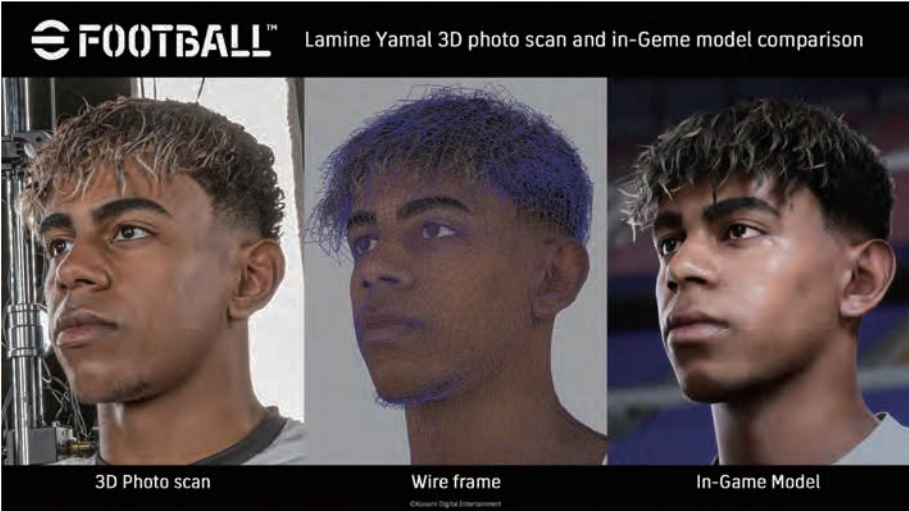 FOOTBALL™
Lamine Yamal 3D photo scan and in-Geme model comparison
3D Photo scan
Wire frame
In-Game Model
©Konami Digital Entertainment